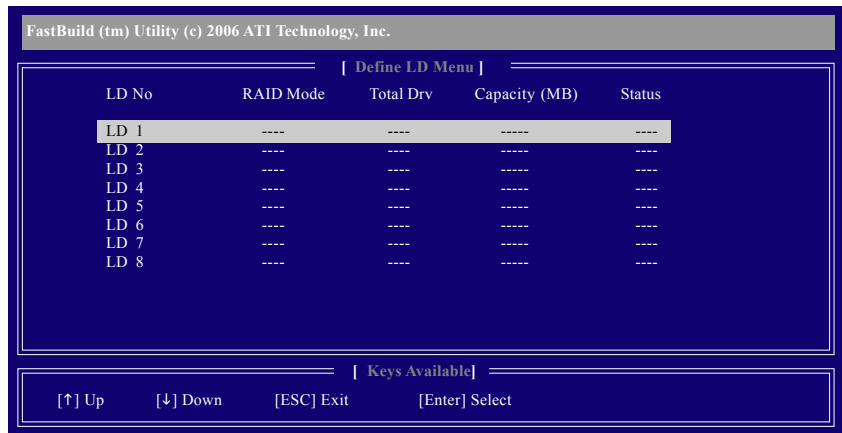 FastBuild (tm) Utility (c) 2006 ATI Technology, Inc.
[ Define LD Menu ]
LD No RAID Mode Total Drv Capacity (MB) Status
LD 1 ---- ---- ----- ----
LD 2 ---- ---- ----- ----
LD 3 ---- ---- ----- ----
LD 4 ---- ---- ----- ----
LD 5 ---- ---- ----- ----
LD 6 ---- ---- ----- ----
LD 7 ---- ---- ----- ----
LD 8 ---- ---- ----- ----
[ Keys Available]
[↑] Up [↓] Down [ESC] Exit [Enter] Select